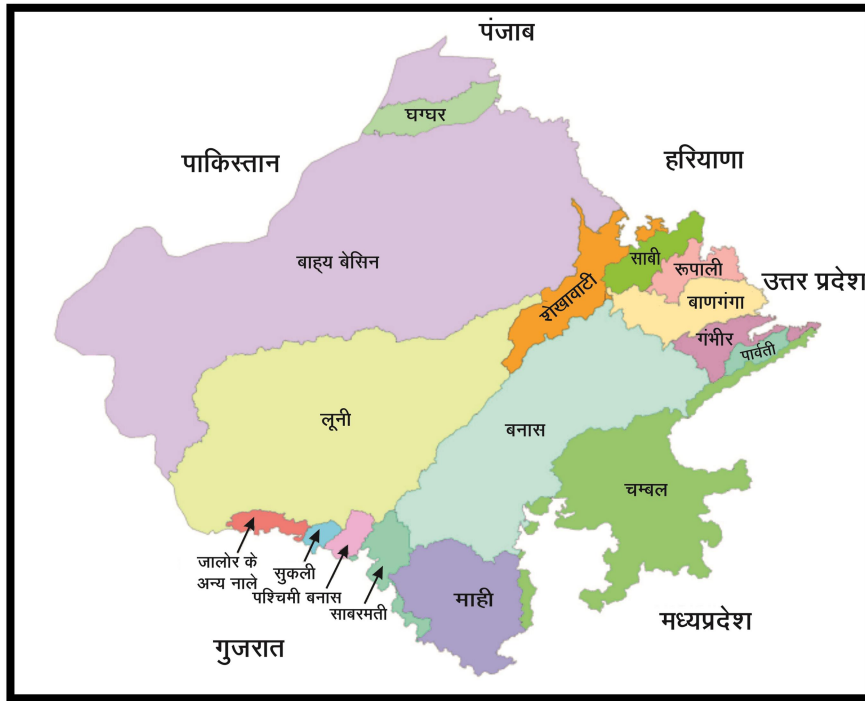 पंजाब
घग्घर
पाकिस्तान
हरियाणा
साबी
रूपाली
बाह्य बेसिन
शेखावाटी
उत्तर प्रदेश
बाणगंगा
गंभीर
पार्वती
लूनी
बनास
चम्बल
जालोर के
अन्य नाले
सुकली
पश्चिमी बनास
साबरमती
माही
मध्यप्रदेश
गुजरात